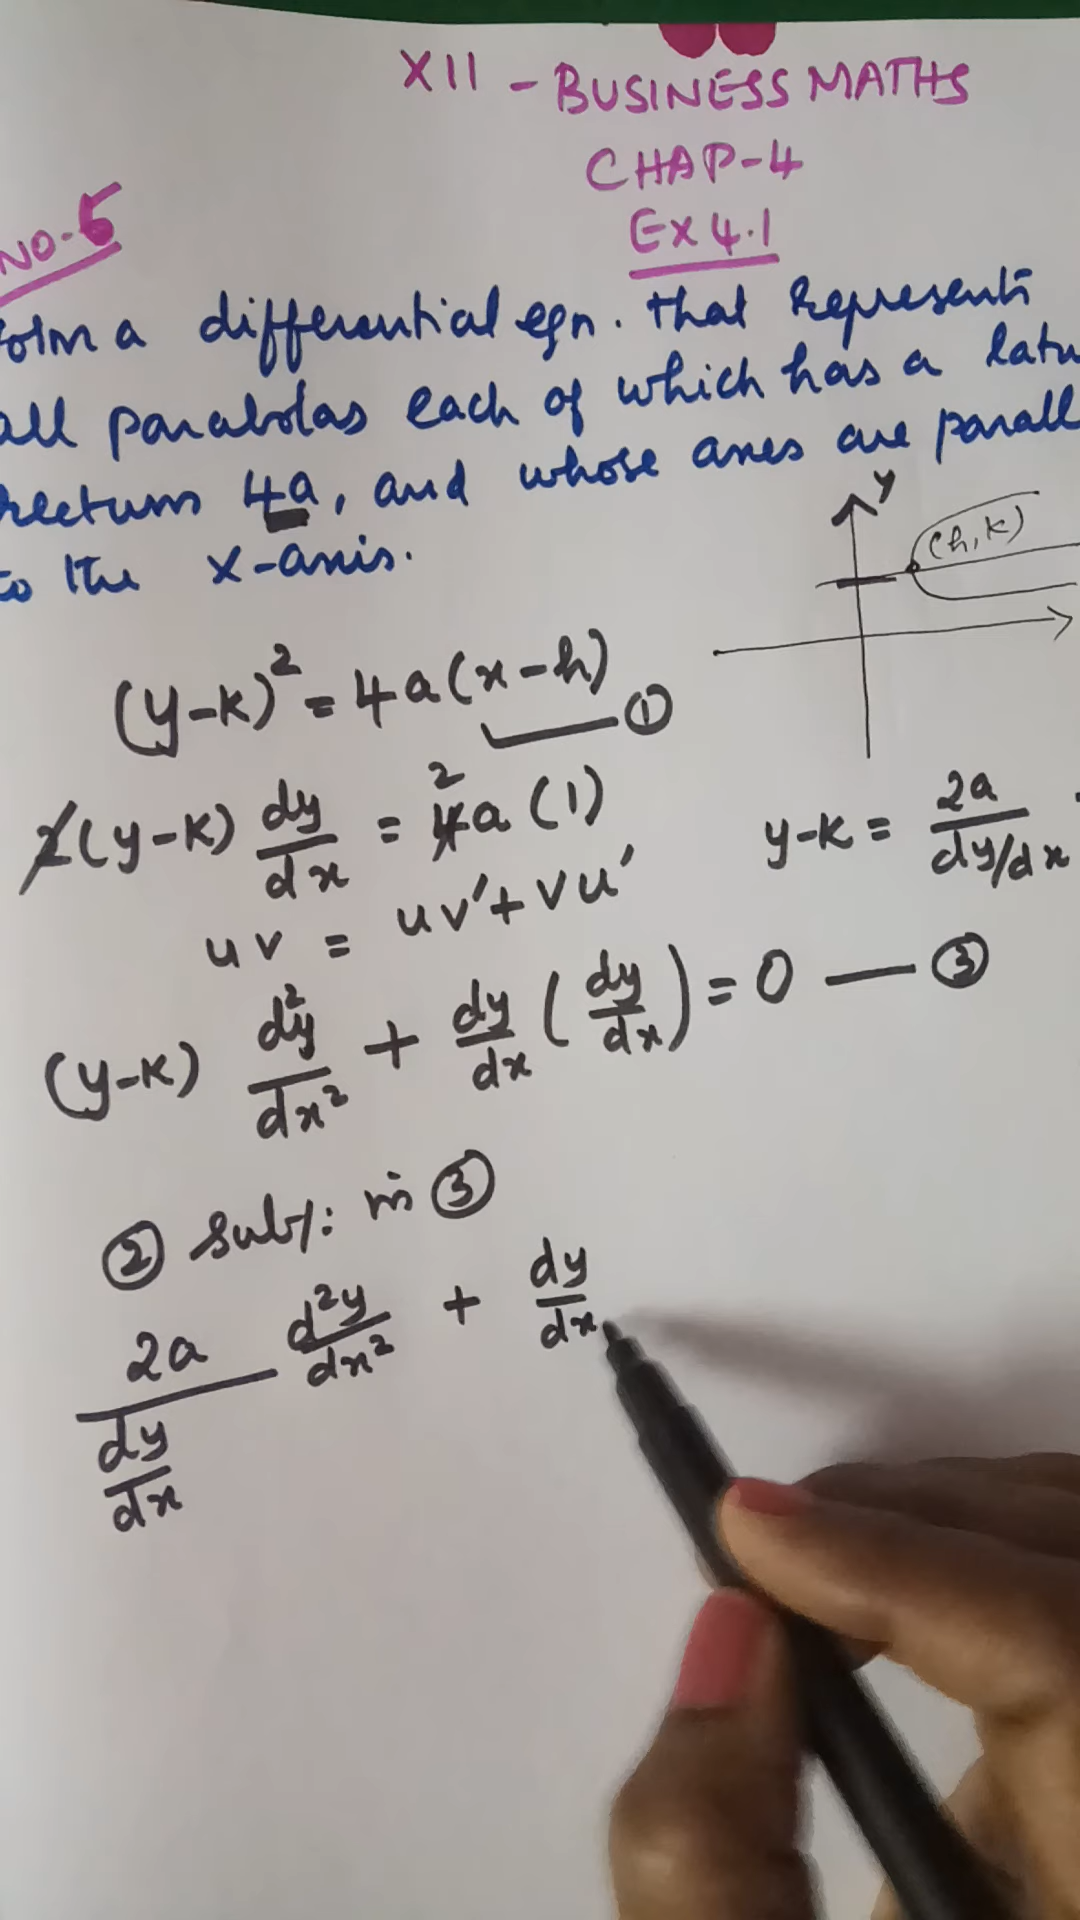 XII - BUSINESS MATHS
CHAP-4
EX 4.1
NO-5
Form a differential eqn. that represents
all parabolas each of which has a latu
rectum 4a, and whose axes are parall
to the x-axis.
y
(h,k)
(y-k)² = 4a(x-h) ①
2(y-k) dy/dx = 4a (1) 2
y-k = 2a/(dy/dx)
uv = uv'+vu'
(y-k) d²y/dx² + dy/dx (dy/dx) = 0 — ③
② sub/: in ③
2a/(dy/dx) d²y/dx² + dy/dx